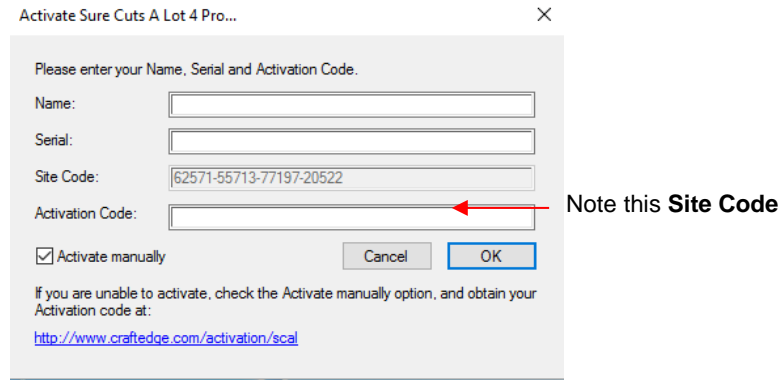 Activate Sure Cuts A Lot 4 Pro...
Please enter your Name, Serial and Activation Code.
Name:
Serial:
Site Code: 62571-55713-77197-20522
Note this Site Code
Activation Code:
Activate manually Cancel OK
If you are unable to activate, check the Activate manually option, and obtain your
Activation code at:
http://www.craftedge.com/activation/scal